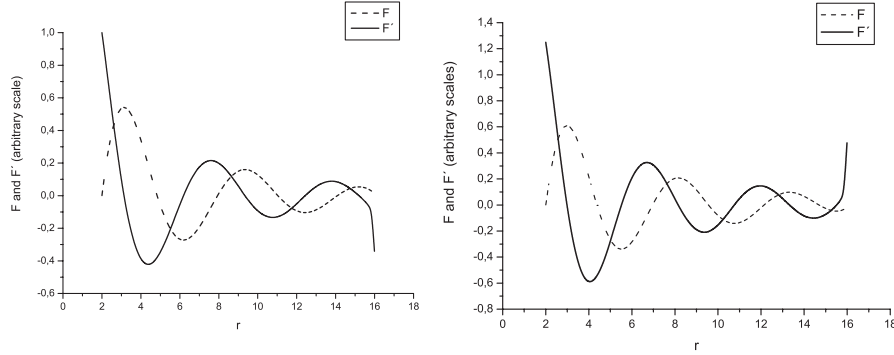 F
F´
1,0
0,8
0,6
0,4
0,2
0,0
-0,2
-0,4
-0,6
F and F´ (arbitrary scale)
0 2 4 6 8 10 12 14 16 18
r
F
F´
1,4
1,2
1,0
0,8
0,6
0,4
0,2
0,0
-0,2
-0,4
-0,6
-0,8
F and F´ (arbitrary scales)
0 2 4 6 8 10 12 14 16 18
r